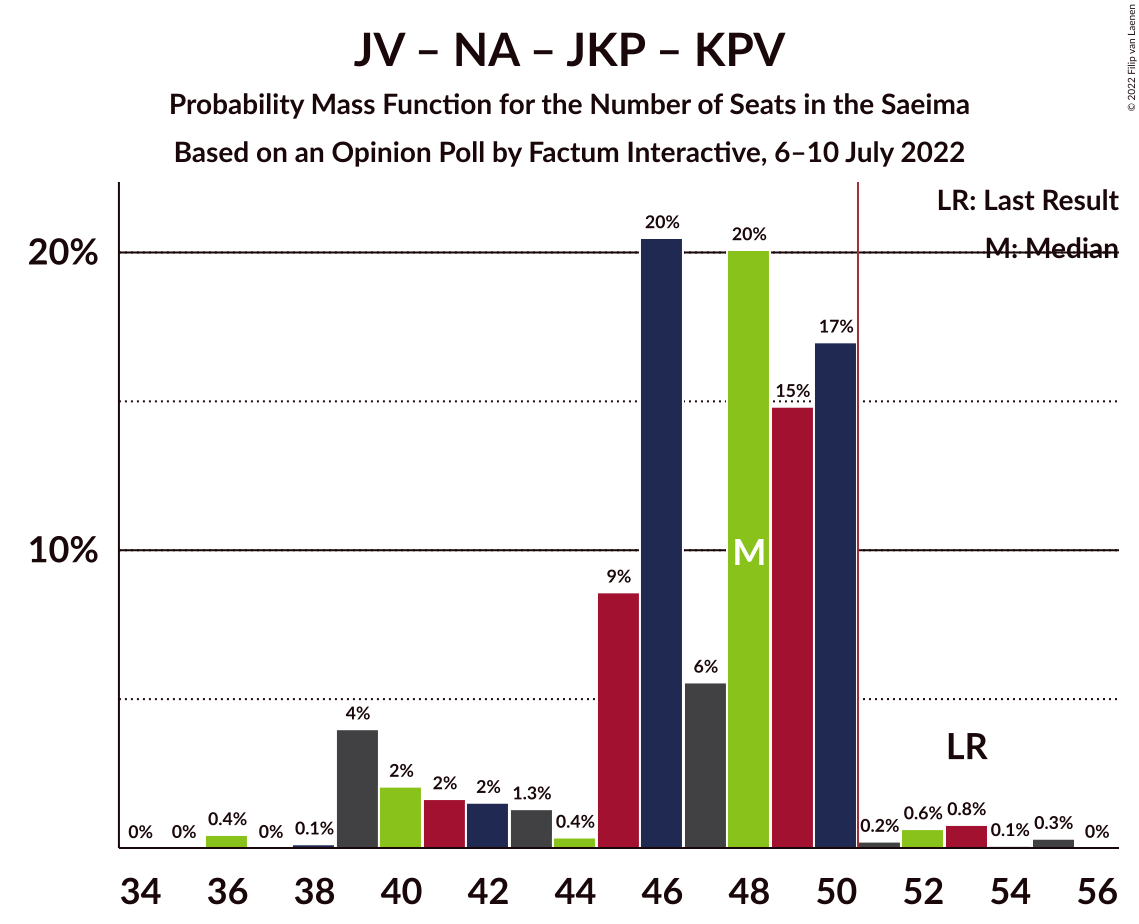 JV – NA – JKP – KPV
Probability Mass Function for the Number of Seats in the Saeima
Based on an Opinion Poll by Factum Interactive, 6–10 July 2022
© 2022 Filip van Laenen
LR: Last Result
M: Median
20%
10%
0% 0% 0.4% 0% 0.1% 4% 2% 2% 2% 1.3% 0.4% 9% 20% 6% 20% 15% 17% 0.2% 0.6% 0.8% 0.1% 0.3% 0%
M
LR
34 36 38 40 42 44 46 48 50 52 54 56